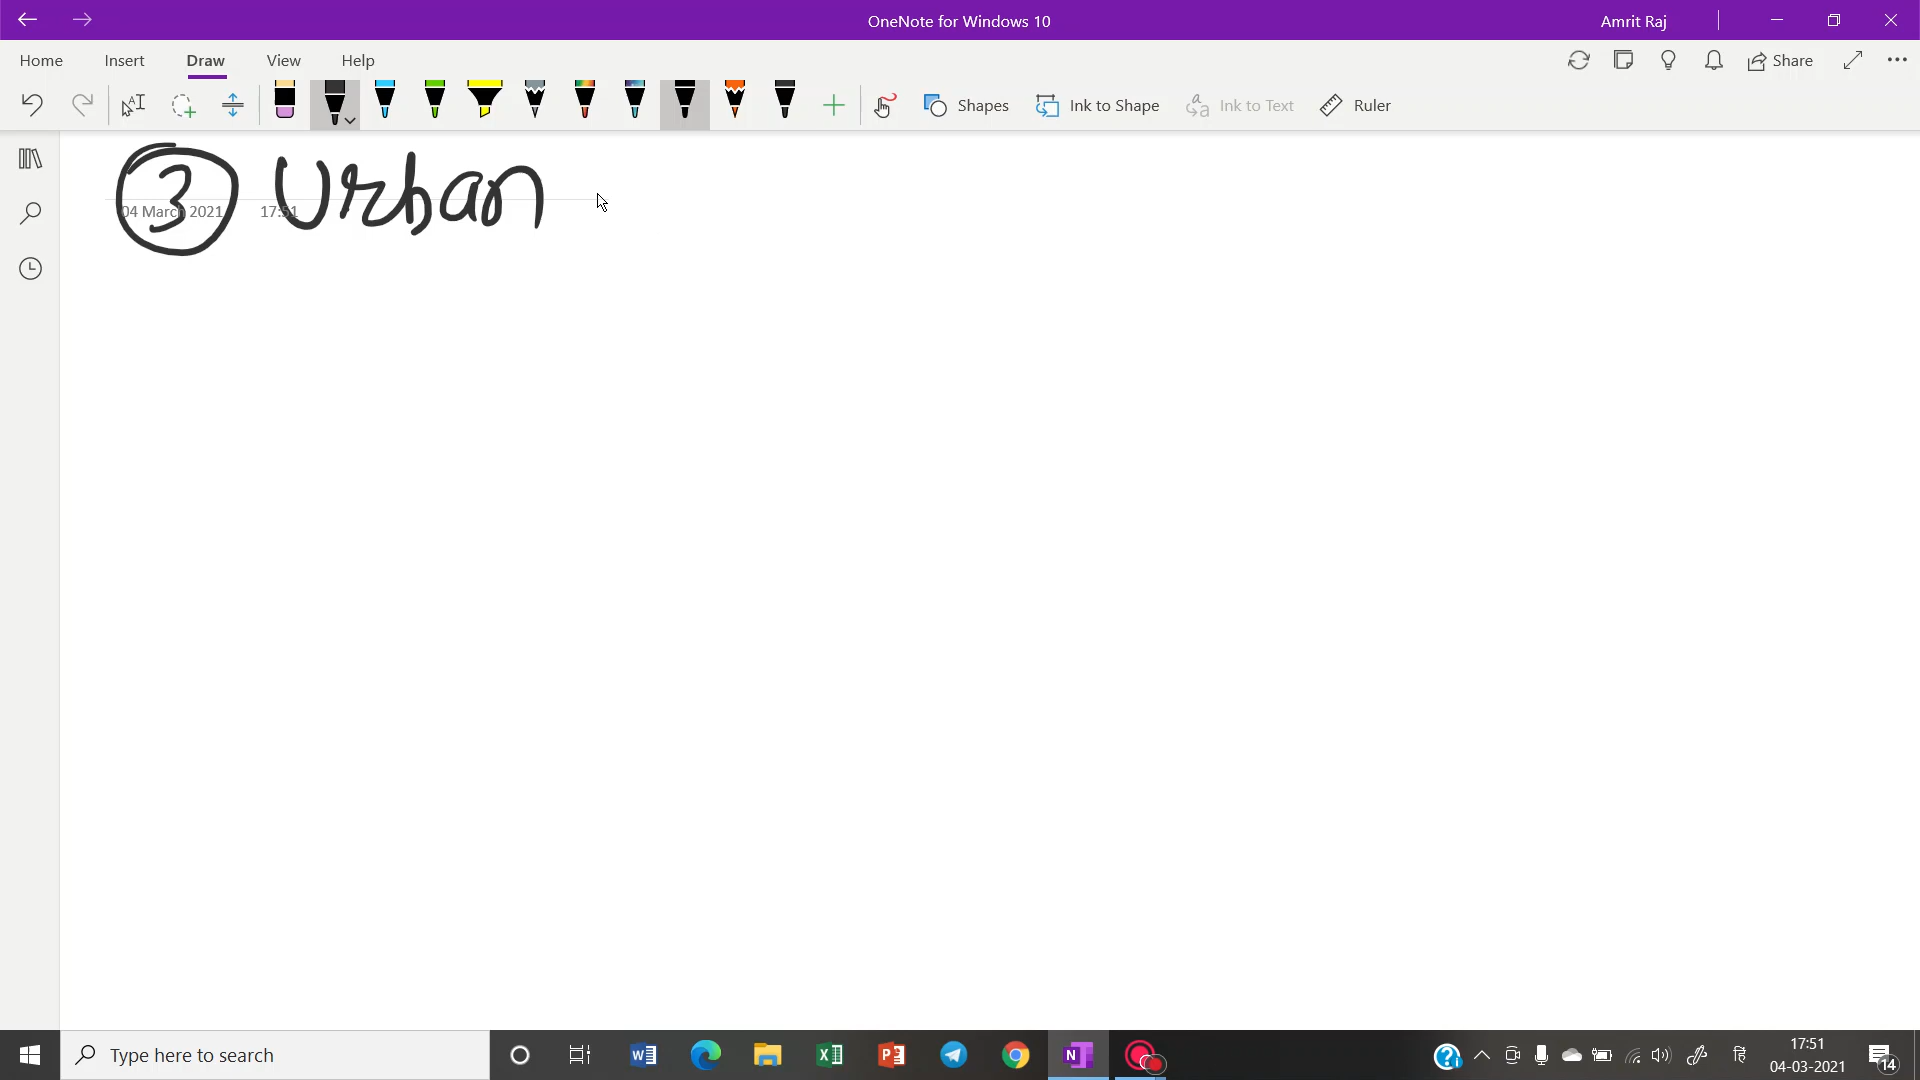 OneNote for Windows 10
Amrit Raj
Home Insert Draw View Help
Share
Shapes Ink to Shape Ink to Text Ruler
3 Urban
04 March 2021 17:51
Type here to search
हि
17:51
04-03-2021
14